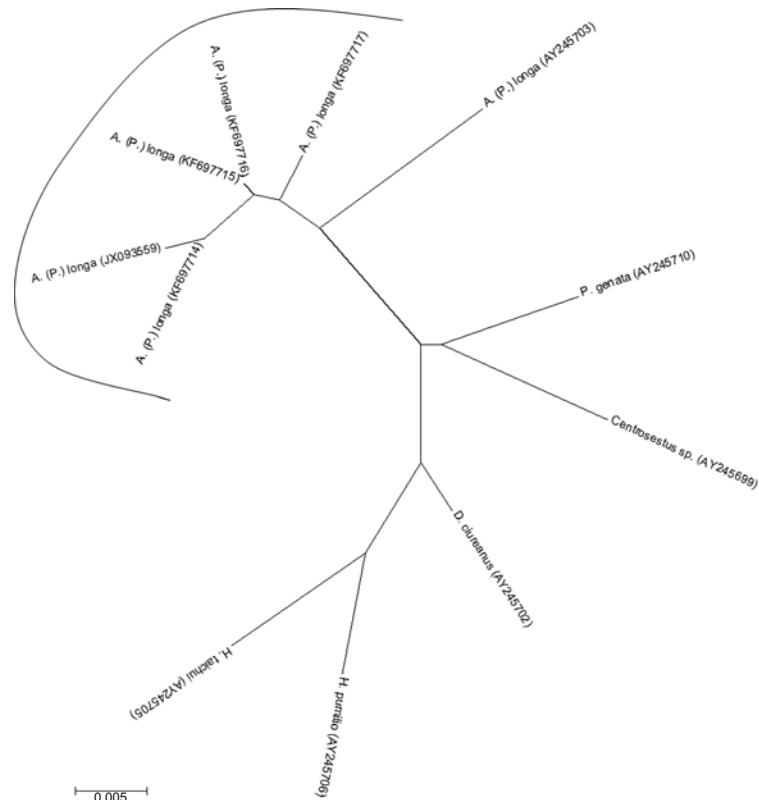 A. (P.) longa (KF697717)
A. (P.) longa (AY245703)
A. (P.) longa (KF697716)
A. (P.) longa (KF697715)
A. (P.) longa (JX093559)
A. (P.) longa (KF697714)
P. genata (AY245710)
Centrosestus sp. (AY245699)
D. ciureanus (AY245702)
H. taichui (AY245705)
H. pumilio (AY245706)
0.005